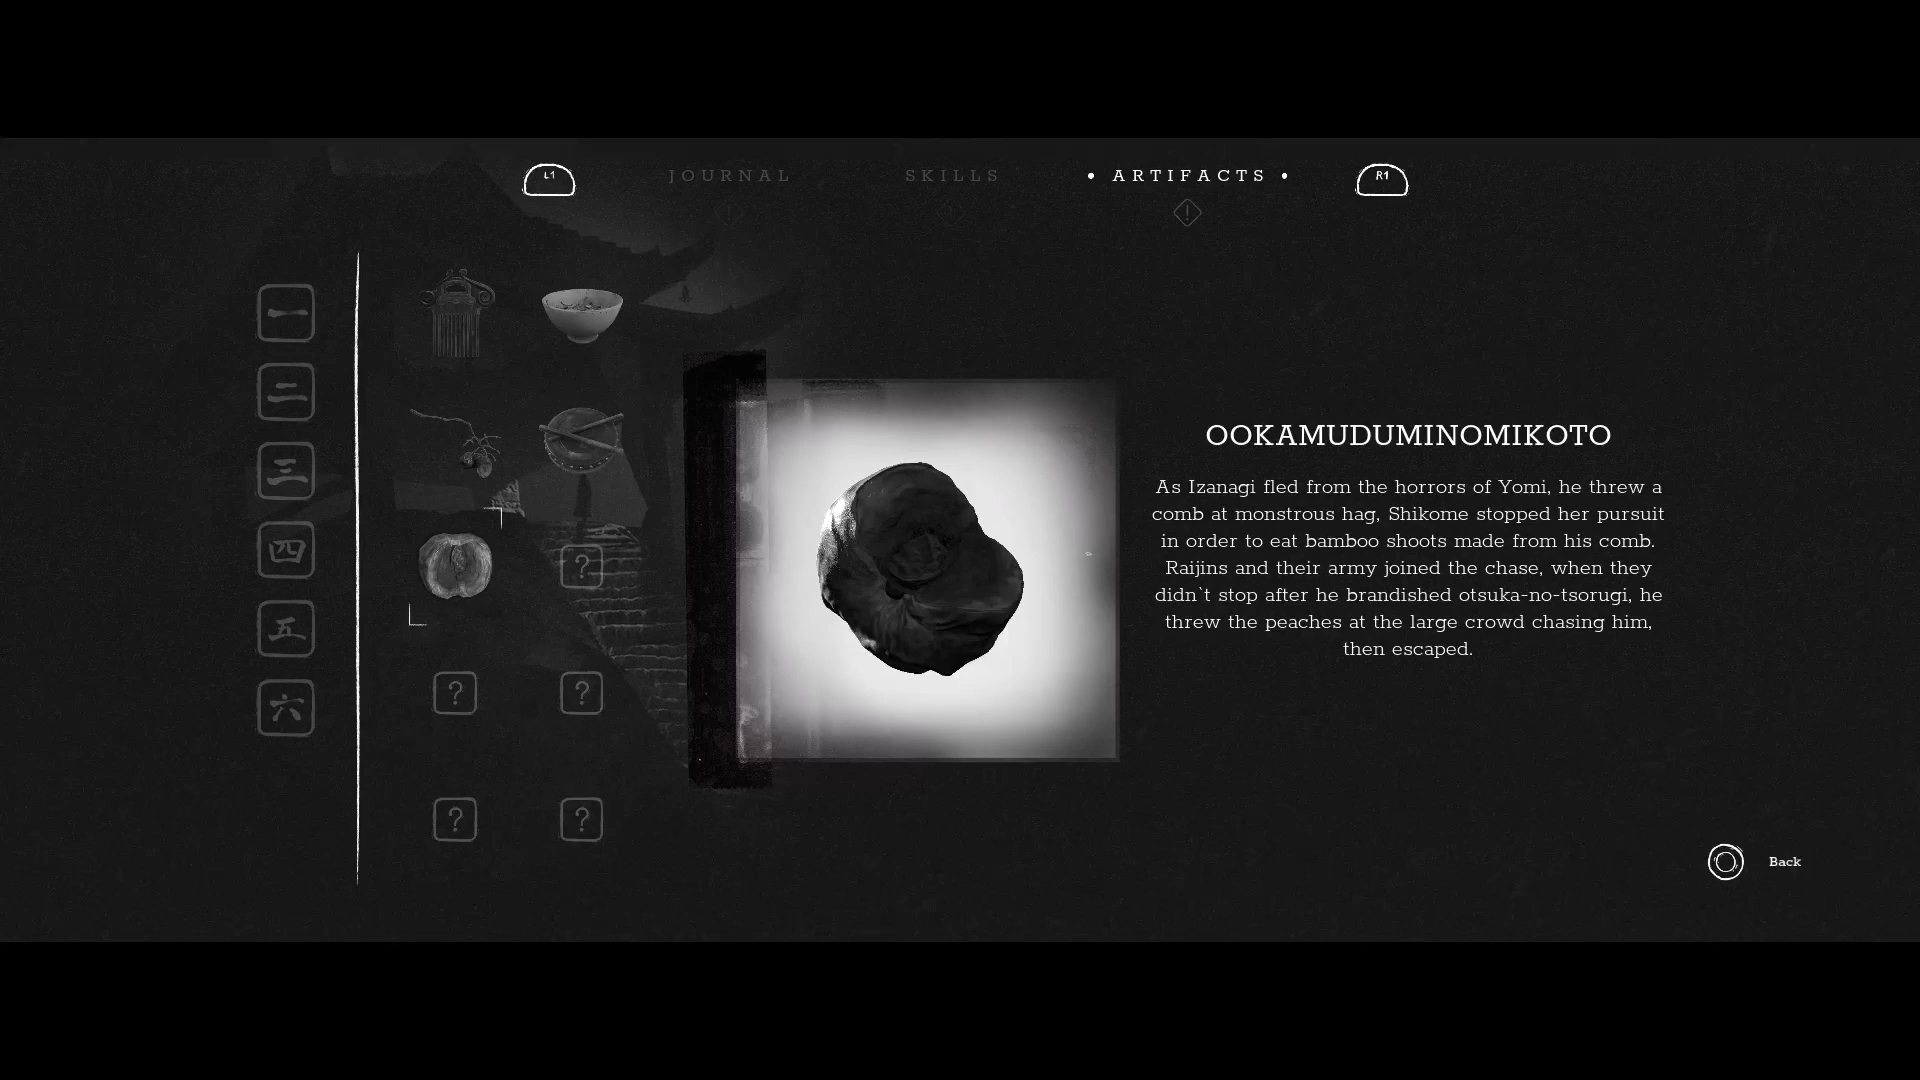 L1
JOURNAL
SKILLS
• ARTIFACTS •
R1
!
一
二
三
四
五
六
?
?
?
?
?
OOKAMUDUMINOMIKOTO
As Izanagi fled from the horrors of Yomi, he threw a
comb at monstrous hag, Shikome stopped her pursuit
in order to eat bamboo shoots made from his comb.
Raijins and their army joined the chase, when they
didn`t stop after he brandished otsuka-no-tsorugi, he
threw the peaches at the large crowd chasing him,
then escaped.
Back